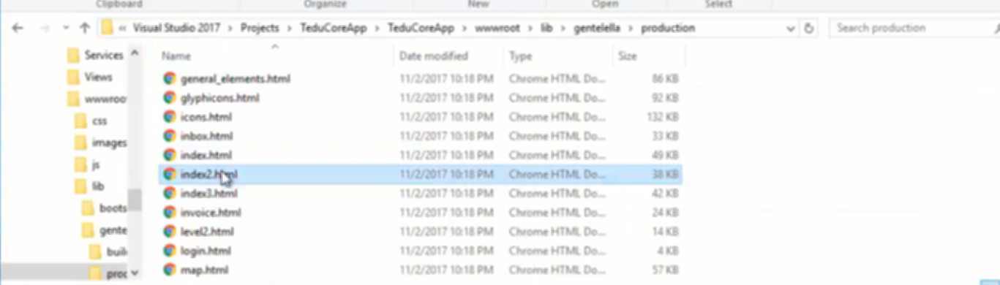 Clipboard Organize New Open Select
« Visual Studio 2017 › Projects › TeduCoreApp › TeduCoreApp › wwwroot › lib › gentelella › production Search production
Services
Views
wwwroo
css
images
js
lib
boots
gente
buil
proc
Name Date modified Type Size
general_elements.html 11/2/2017 10:18 PM Chrome HTML Do... 86 KB
glyphicons.html 11/2/2017 10:18 PM Chrome HTML Do... 92 KB
icons.html 11/2/2017 10:18 PM Chrome HTML Do... 132 KB
inbox.html 11/2/2017 10:18 PM Chrome HTML Do... 33 KB
index.html 11/2/2017 10:18 PM Chrome HTML Do... 49 KB
index2.html 11/2/2017 10:18 PM Chrome HTML Do... 38 KB
index3.html 11/2/2017 10:18 PM Chrome HTML Do... 42 KB
invoice.html 11/2/2017 10:18 PM Chrome HTML Do... 24 KB
level2.html 11/2/2017 10:18 PM Chrome HTML Do... 14 KB
login.html 11/2/2017 10:18 PM Chrome HTML Do... 4 KB
map.html 11/2/2017 10:18 PM Chrome HTML Do... 57 KB